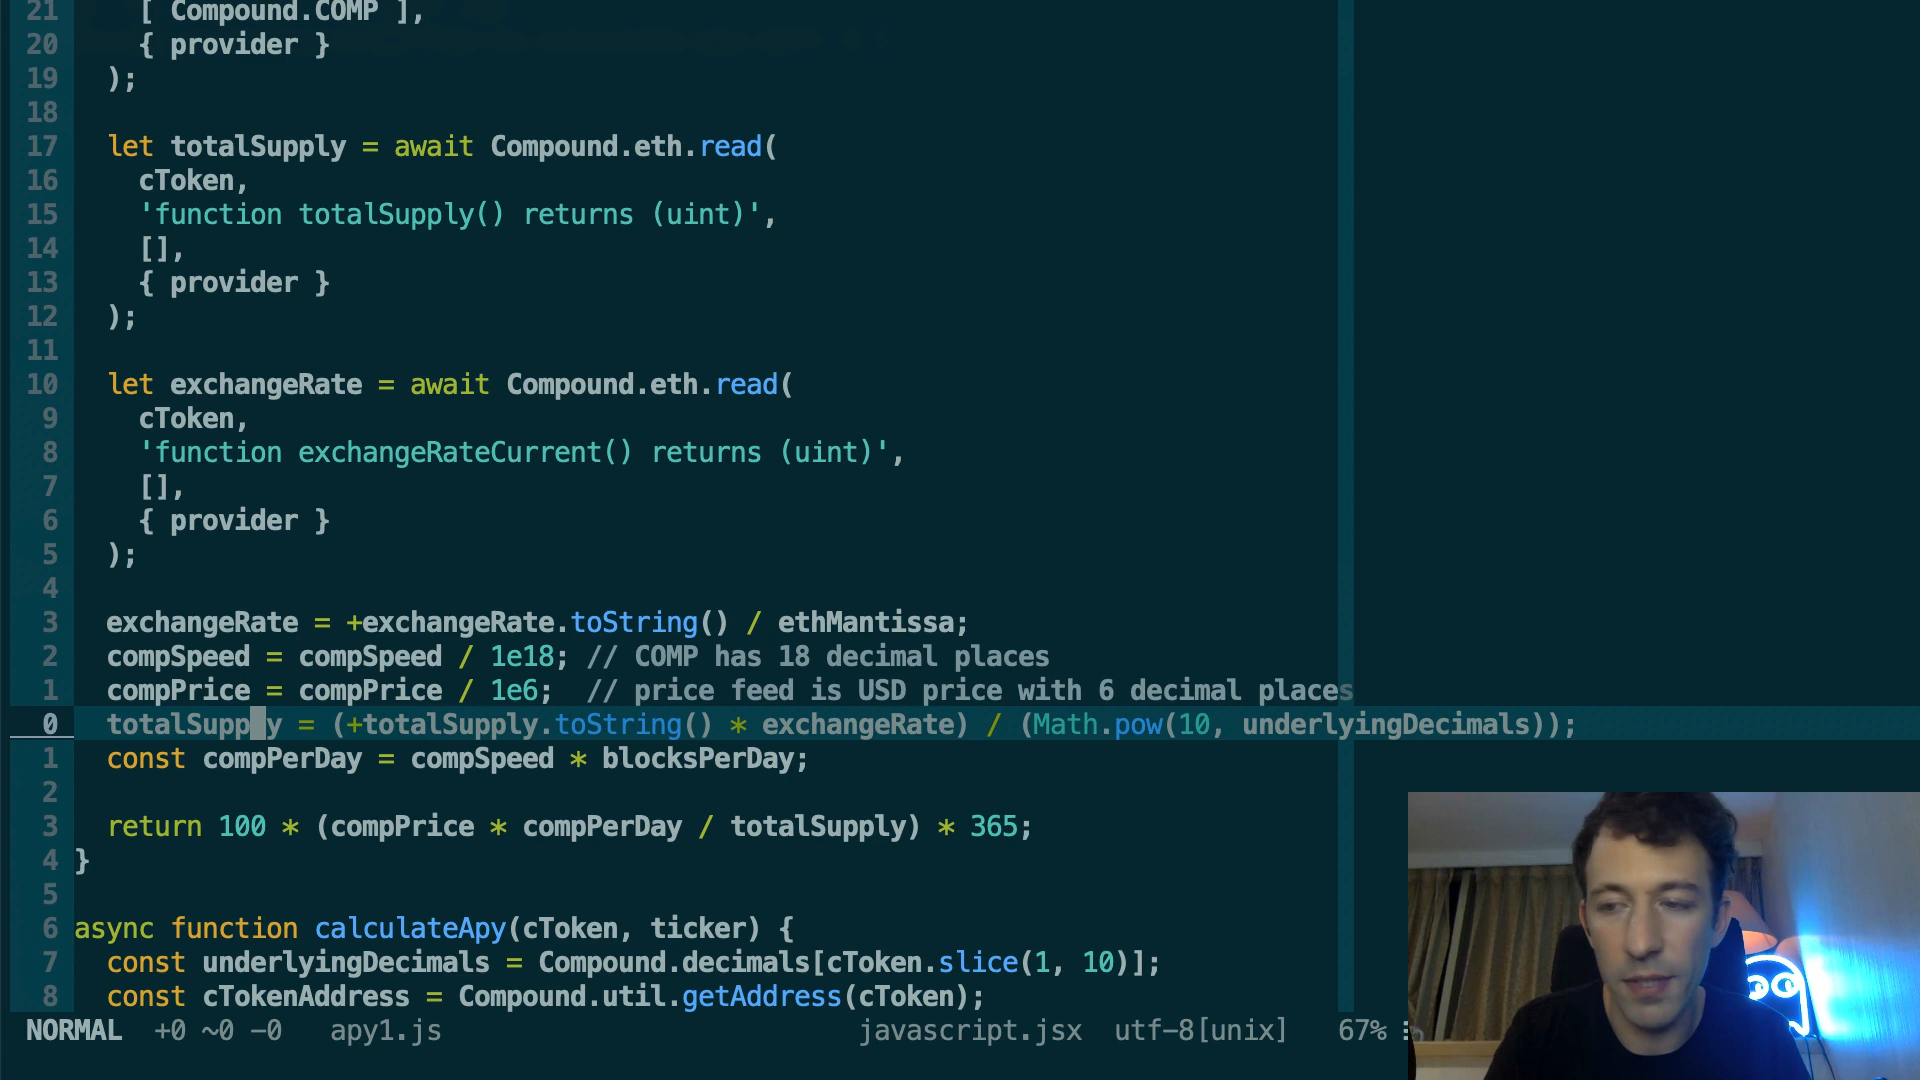 21 [ Compound.COMP ],
20 { provider }
19 );
18
17 let totalSupply = await Compound.eth.read(
16 cToken,
15 'function totalSupply() returns (uint)',
14 [],
13 { provider }
12 );
11
10 let exchangeRate = await Compound.eth.read(
9 cToken,
8 'function exchangeRateCurrent() returns (uint)',
7 [],
6 { provider }
5 );
4
3 exchangeRate = +exchangeRate.toString() / ethMantissa;
2 compSpeed = compSpeed / 1e18; // COMP has 18 decimal places
1 compPrice = compPrice / 1e6;  // price feed is USD price with 6 decimal places
0 totalSupply = (+totalSupply.toString() * exchangeRate) / (Math.pow(10, underlyingDecimals));
1 const compPerDay = compSpeed * blocksPerDay;
2
3 return 100 * (compPrice * compPerDay / totalSupply) * 365;
4 }
5
6 async function calculateApy(cToken, ticker) {
7 const underlyingDecimals = Compound.decimals[cToken.slice(1, 10)];
8 const cTokenAddress = Compound.util.getAddress(cToken);
NORMAL +0 ~0 -0 apy1.js javascript.jsx utf-8[unix] 67%